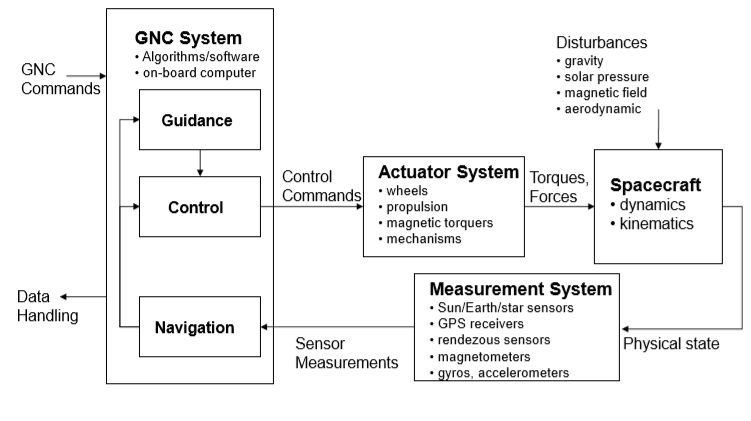 GNC System
• Algorithms/software
• on-board computer
GNC
Commands
Guidance
Control
Navigation
Data
Handling
Control
Commands
Actuator System
• wheels
• propulsion
• magnetic torquers
• mechanisms
Torques,
Forces
Disturbances
• gravity
• solar pressure
• magnetic field
• aerodynamic
Spacecraft
• dynamics
• kinematics
Physical state
Measurement System
• Sun/Earth/star sensors
• GPS receivers
• rendezous sensors
• magnetometers
• gyros, accelerometers
Sensor
Measurements